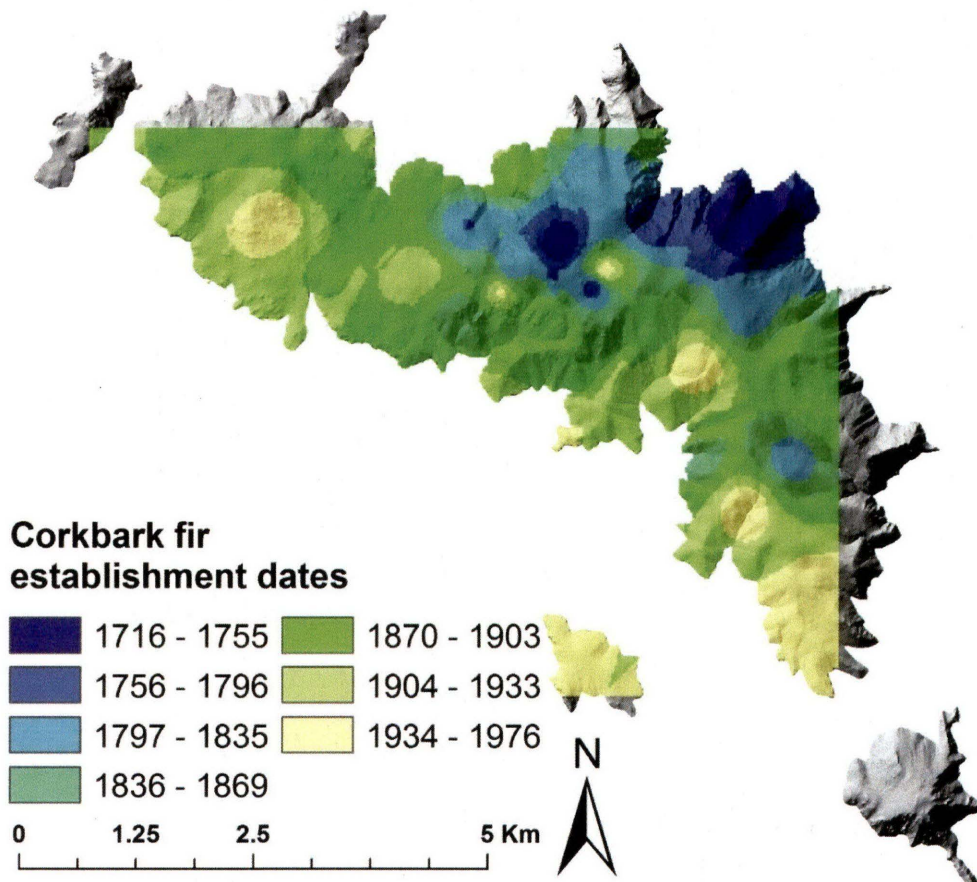 Corkbark fir
establishment dates
1716 - 1755
1756 - 1796
1797 - 1835
1836 - 1869
1870 - 1903
1904 - 1933
1934 - 1976
N
0 1.25 2.5 5 Km